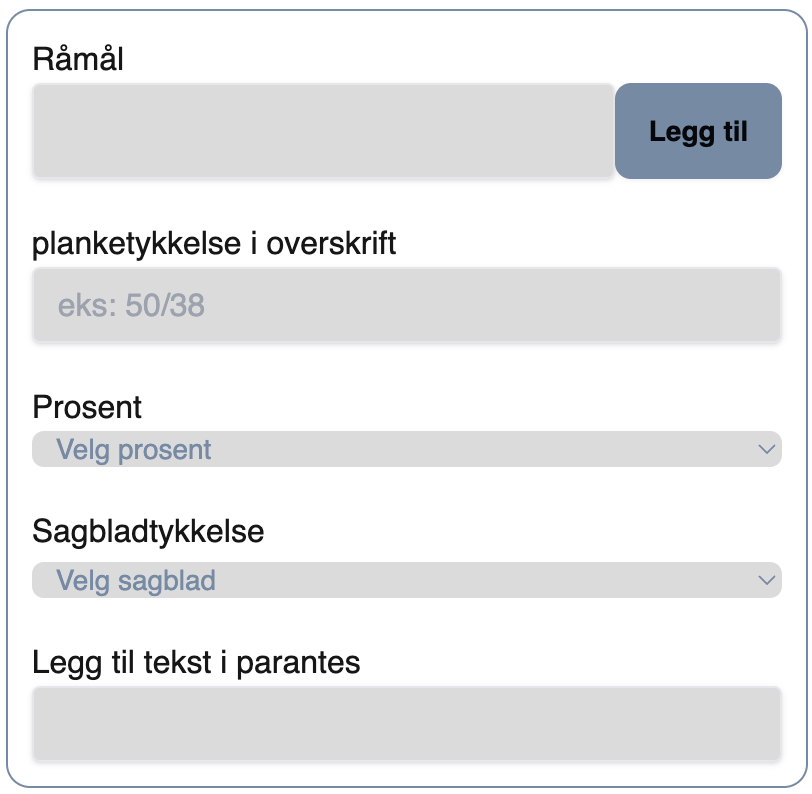 Råmål
Legg til
planketykkelse i overskrift
eks: 50/38
Prosent
Velg prosent
Sagbladtykkelse
Velg sagblad
Legg til tekst i parantes